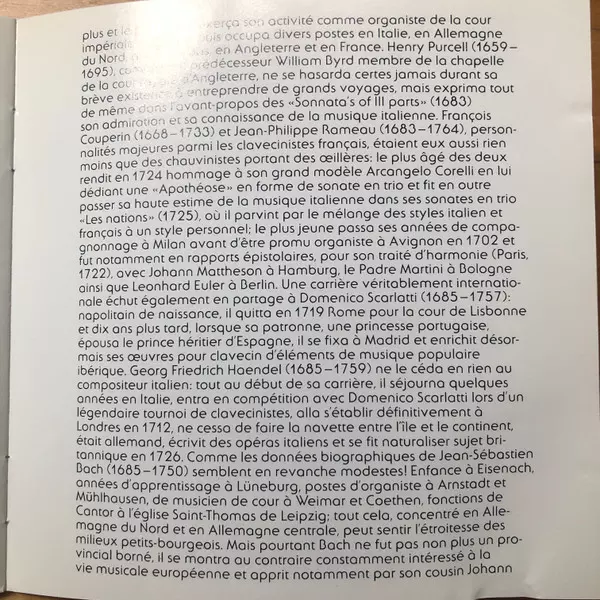 plus et le exerça son activité comme organiste de la cour
impériale puis occupa divers postes en Italie, en Allemagne
du Nord, en Angleterre et en France. Henry Purcell (1659–
1695), prédécesseur William Byrd membre de la chapelle
de la cour d'Angleterre, ne se hasarda certes jamais durant sa
brève existence à entreprendre de grands voyages, mais exprima tout
de même dans l'avant-propos des «Sonnata's of III parts» (1683)
son admiration et sa connaissance de la musique italienne. François
Couperin (1668–1733) et Jean-Philippe Rameau (1683–1764), person-
nalités majeures parmi les clavecinistes français, étaient eux aussi rien
moins que des chauvinistes portant des œillères: le plus âgé des deux
rendit en 1724 hommage à son grand modèle Arcangelo Corelli en lui
dédiant une «Apothéose» en forme de sonate en trio et fit en outre
passer sa haute estime de la musique italienne dans ses sonates en trio
«Les nations» (1725), où il parvint par le mélange des styles italien et
français à un style personnel; le plus jeune passa ses années de compa-
gnonnage à Milan avant d'être promu organiste à Avignon en 1702 et
fut notamment en rapports épistolaires, pour son traité d'harmonie (Paris,
1722), avec Johann Mattheson à Hamburg, le Padre Martini à Bologne
ainsi que Leonhard Euler à Berlin. Une carrière véritablement internatio-
nale échut également en partage à Domenico Scarlatti (1685–1757):
napolitain de naissance, il quitta en 1719 Rome pour la cour de Lisbonne
et dix ans plus tard, lorsque sa patronne, une princesse portugaise,
épousa le prince héritier d'Espagne, il se fixa à Madrid et enrichit désor-
mais ses œuvres pour clavecin d'éléments de musique populaire
ibérique. Georg Friedrich Haendel (1685–1759) ne le céda en rien au
compositeur italien: tout au début de sa carrière, il séjourna quelques
années en Italie, entra en compétition avec Domenico Scarlatti lors d'un
légendaire tournoi de clavecinistes, alla s'établir définitivement à
Londres en 1712, ne cessa de faire la navette entre l'île et le continent,
était allemand, écrivit des opéras italiens et se fit naturaliser sujet bri-
tannique en 1726. Comme les données biographiques de Jean-Sébastien
Bach (1685–1750) semblent en revanche modestes! Enfance à Eisenach,
années d'apprentissage à Lüneburg, postes d'organiste à Arnstadt et
Mühlhausen, de musicien de cour à Weimar et Coethen, fonctions de
Cantor à l'église Saint-Thomas de Leipzig; tout cela, concentré en Alle-
magne du Nord et en Allemagne centrale, peut sentir l'étroitesse des
milieux petits-bourgeois. Mais pourtant Bach ne fut pas non plus un pro-
vincial borné, il se montra au contraire constamment intéressé à la
vie musicale européenne et apprit notamment par son cousin Johann